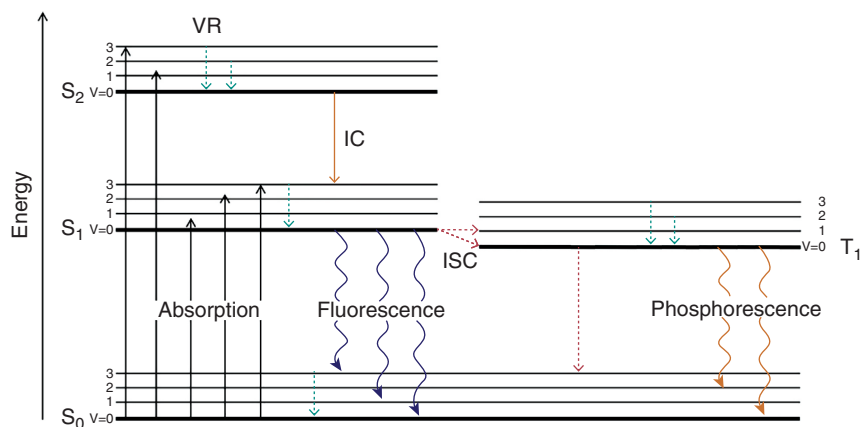 VR
3
2
1
S2 V=0
IC
Energy
3
2
1
S1 V=0
3
2
1
V=0 T1
ISC
Absorption
Fluorescence
Phosphorescence
3
2
1
S0 V=0